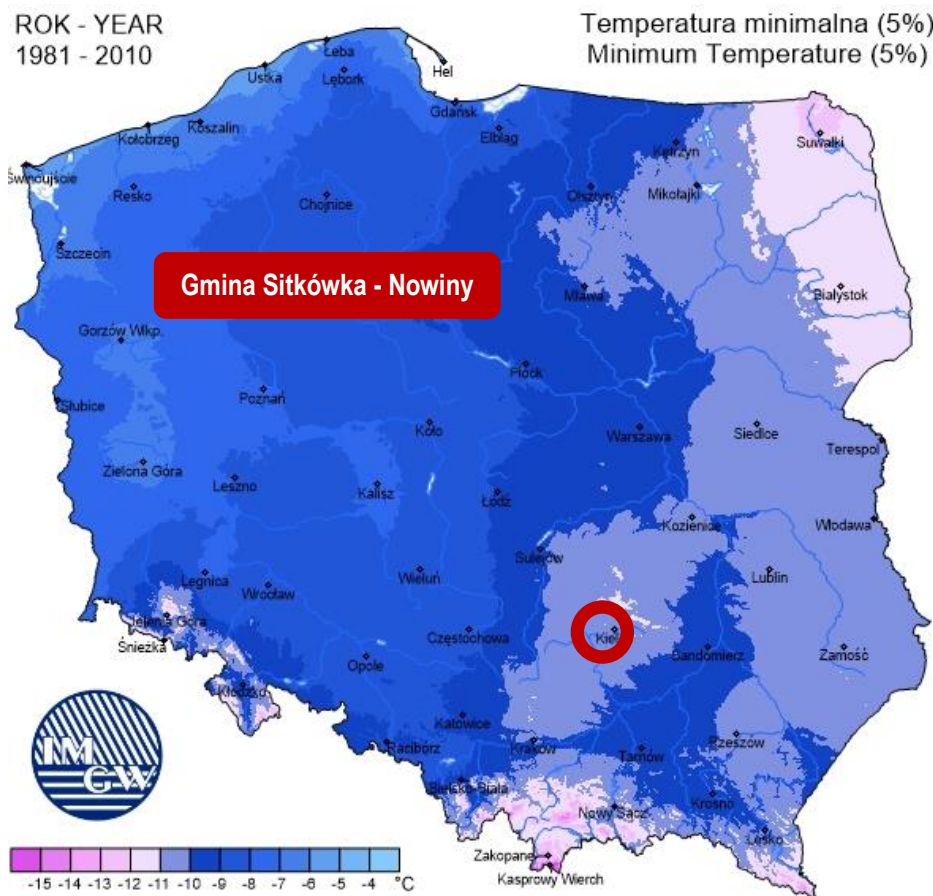 ROK - YEAR
1981 - 2010
Temperatura minimalna (5%)
Minimum Temperature (5%)
Łeba
Hel
Ustka
Lębork
Gdańsk
Koszalin
Kołobrzeg
Elbląg
Suwałki
Kętrzyn
Świnoujście
Resko
Chojnice
Olsztyn
Mikołajki
Szczecin
Gmina Sitkówka - Nowiny
Mława
Białystok
Gorzów Wlkp.
Płock
Poznań
Słubice
Koło
Warszawa
Siedlce
Terespol
Zielona Góra
Leszno
Kalisz
Łódź
Kozienice
Włodawa
Sulejów
Legnica
Wrocław
Wieluń
Lublin
Jelenia Góra
Śnieżka
Częstochowa
Kiel
Sandomierz
Zamość
Opole
Kłodzko
Katowice
Racibórz
Kraków
Tarnów
Rzeszów
IM
GW
Bielsko-Biała
Nowy Sącz
Krosno
Lesko
Zakopane
Kasprowy Wierch
-15 -14 -13 -12 -11 -10 -9 -8 -7 -6 -5 -4 °C